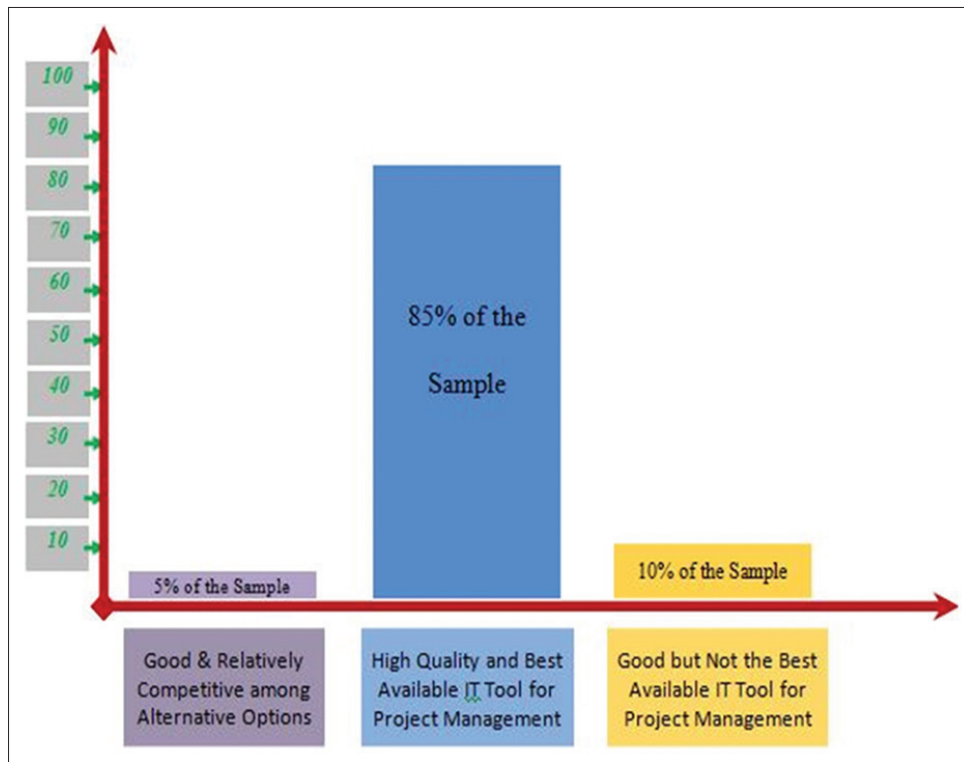 100
90
80
70
60
50
40
30
20
10
85% of the
Sample
5% of the Sample
10% of the Sample
Good & Relatively
Competitive among
Alternative Options
High Quality and Best
Available IT Tool for
Project Management
Good but Not the Best
Available IT Tool for
Project Management